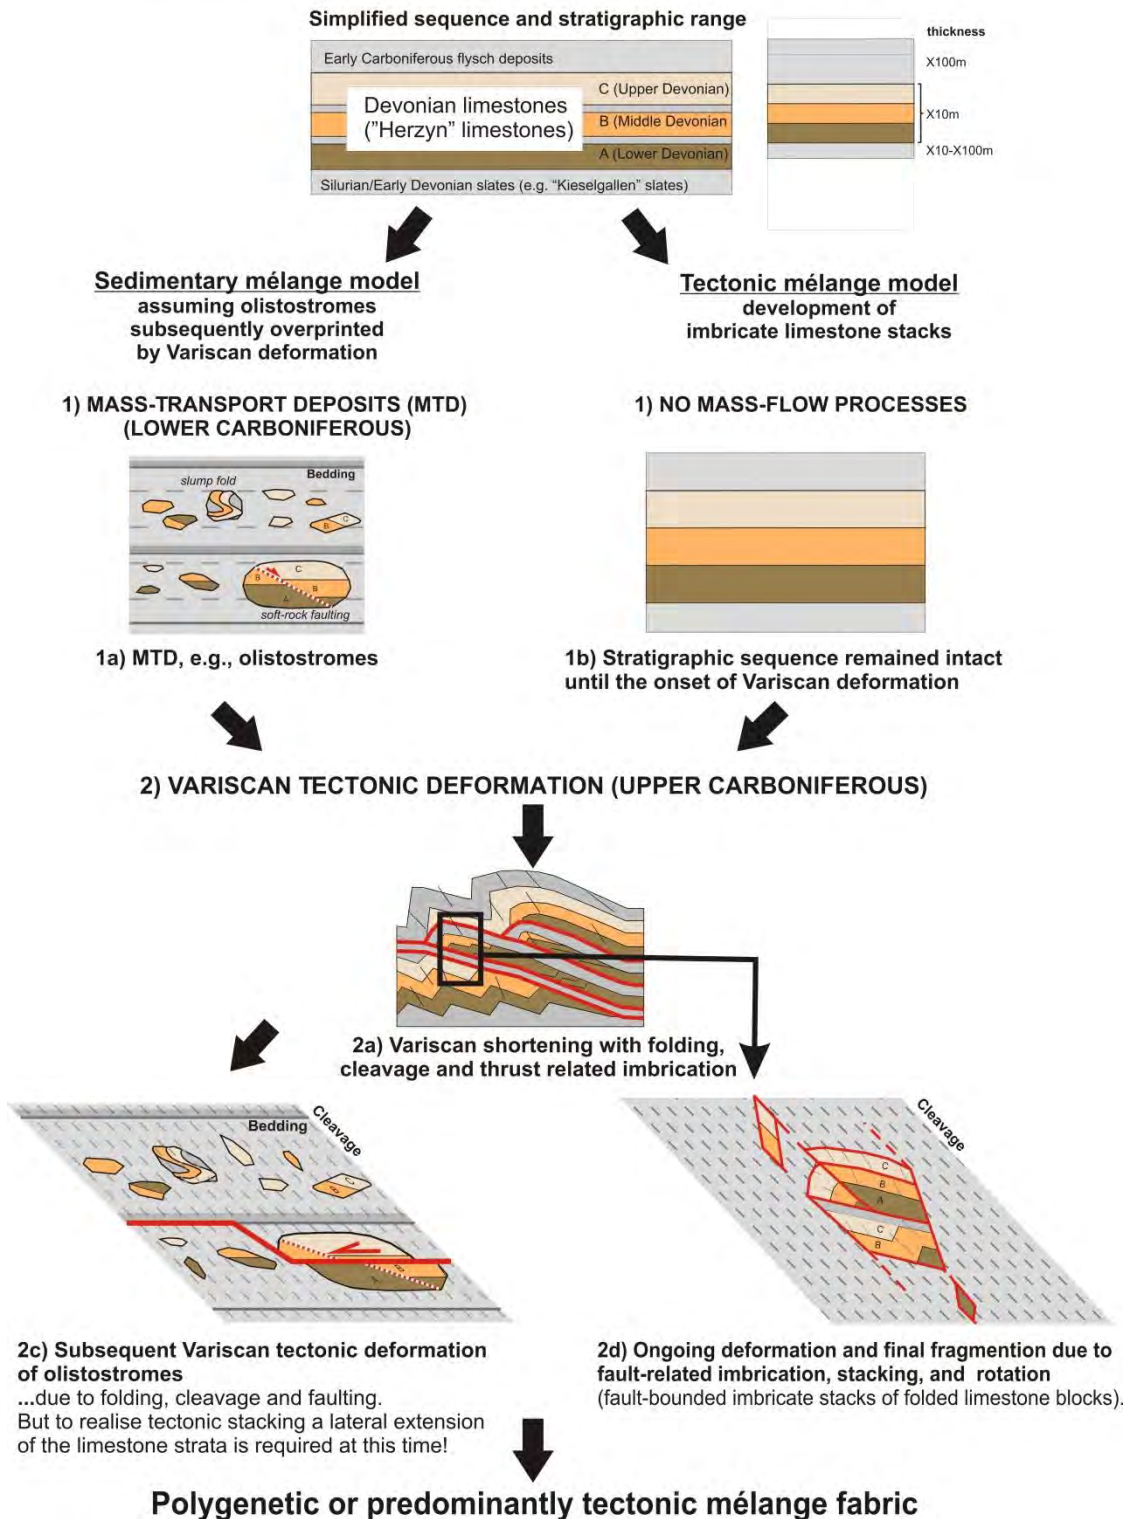 Simplified sequence and stratigraphic range
thickness
Early Carboniferous flysch deposits
C (Upper Devonian)
Devonian limestones
("Herzyn" limestones)
B (Middle Devonian
A (Lower Devonian)
Silurian/Early Devonian slates (e.g. "Kieselgallen" slates)
X100m
X10m
X10-X100m
Sedimentary mélange model
assuming olistostromes
subsequently overprinted
by Variscan deformation
Tectonic mélange model
development of
imbricate limestone stacks
1) MASS-TRANSPORT DEPOSITS (MTD)
(LOWER CARBONIFEROUS)
1) NO MASS-FLOW PROCESSES
Bedding
slump fold
C
B
C
B
B
A
soft-rock faulting
1a) MTD, e.g., olistostromes
1b) Stratigraphic sequence remained intact
until the onset of Variscan deformation
2) VARISCAN TECTONIC DEFORMATION (UPPER CARBONIFEROUS)
2a) Variscan shortening with folding,
cleavage and thrust related imbrication
Bedding
Cleavage
C
B
B
A
Cleavage
C
B
A
C
B
2c) Subsequent Variscan tectonic deformation
of olistostromes
...due to folding, cleavage and faulting.
But to realise tectonic stacking a lateral extension
of the limestone strata is required at this time!
2d) Ongoing deformation and final fragmention due to
fault-related imbrication, stacking, and rotation
(fault-bounded imbricate stacks of folded limestone blocks).
Polygenetic or predominantly tectonic mélange fabric